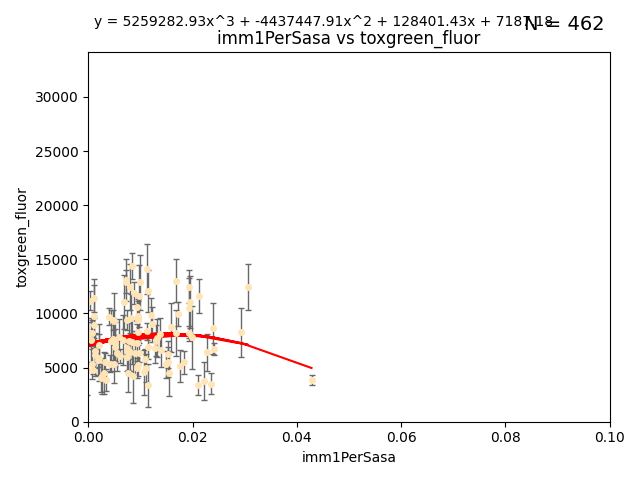 y = 5259282.93x^3 + -4437447.91x^2 + 128401.43x + 7187.18
N = 462
imm1PerSasa vs toxgreen_fluor
30000
25000
20000
15000
10000
5000
0
toxgreen_fluor
0.00 0.02 0.04 0.06 0.08 0.10
imm1PerSasa